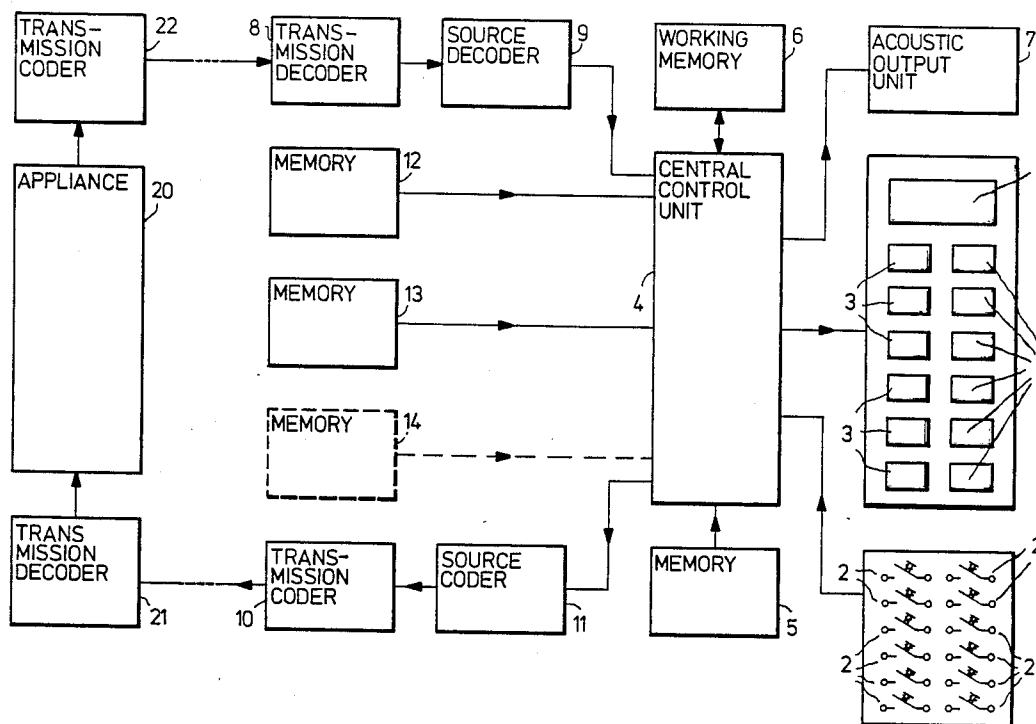 TRANS-
MISSION
CODER
22
8
TRANS-
MISSION
DECODER
SOURCE
DECODER
9
WORKING
MEMORY
6
ACOUSTIC
OUTPUT
UNIT
7
APPLIANCE
20
MEMORY
12
CENTRAL
CONTROL
UNIT
4
MEMORY
13
3
3
MEMORY
14
TRANS
MISSION
DECODER
21
10
TRANS-
MISSION
CODER
SOURCE
CODER
11
MEMORY
5
2
2
2
2
2